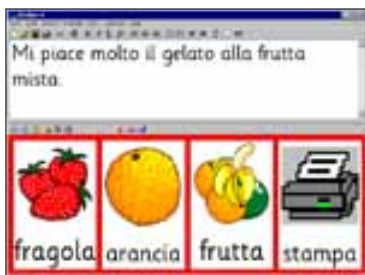 Mi piace molto il gelato alla frutta
mista.
fragola
arancia
frutta
stampa